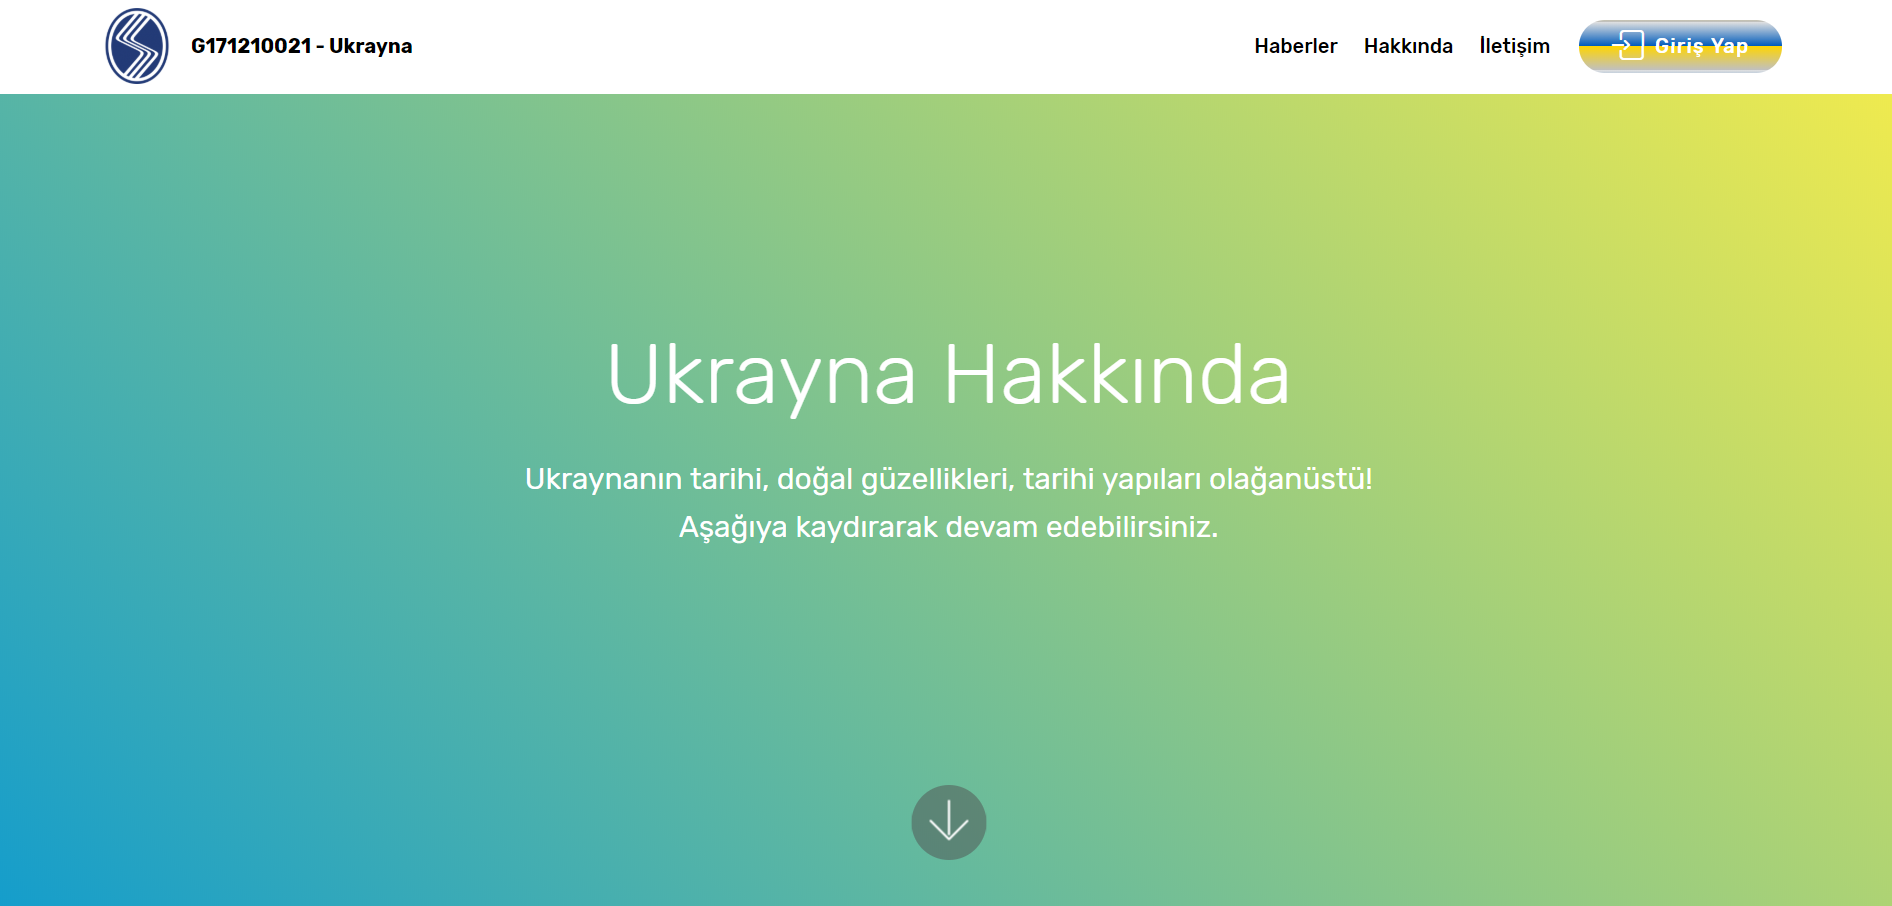 G171210021 - Ukrayna
Haberler Hakkında İletişim Giriş Yap
Ukrayna Hakkında
Ukraynanın tarihi, doğal güzellikleri, tarihi yapıları olağanüstü!
Aşağıya kaydırarak devam edebilirsiniz.